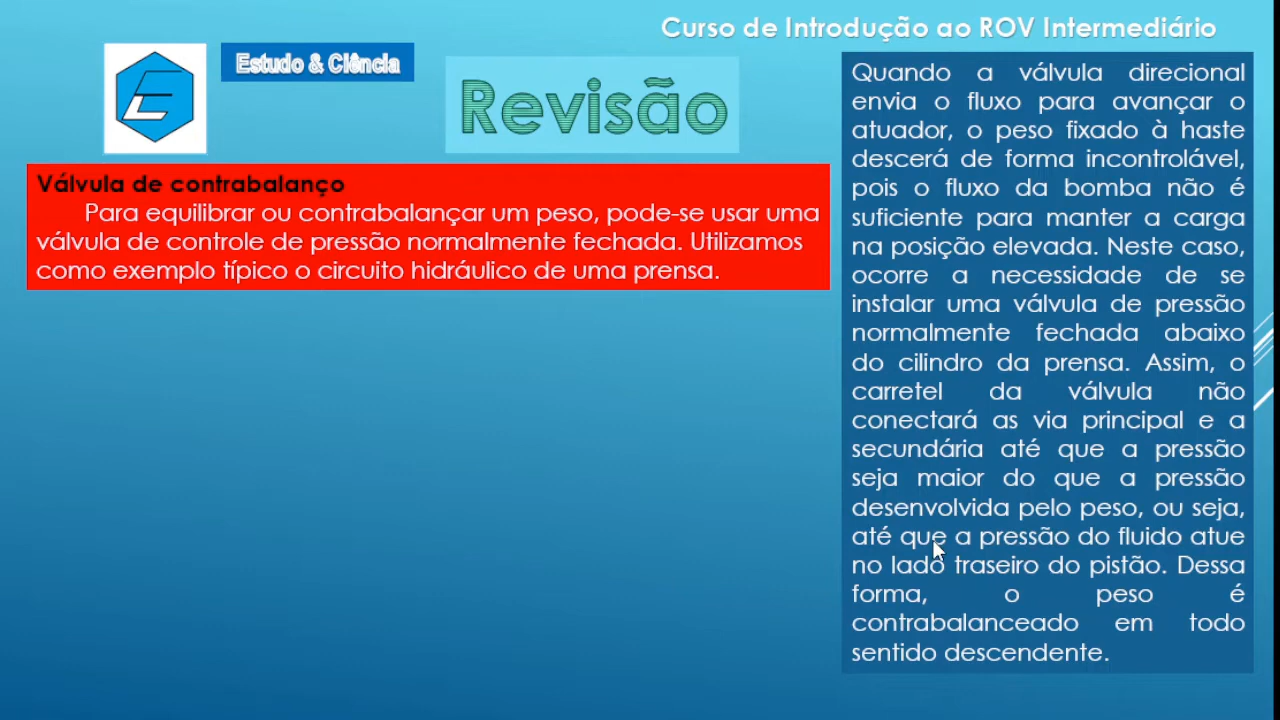 Curso de Introdução ao ROV Intermediário
Estudo & Ciência
Revisão
Válvula de contrabalanço
Para equilibrar ou contrabalançar um peso, pode-se usar uma
válvula de controle de pressão normalmente fechada. Utilizamos
como exemplo típico o circuito hidráulico de uma prensa.
Quando a válvula direcional
envia o fluxo para avançar o
atuador, o peso fixado à haste
descerá de forma incontrolável,
pois o fluxo da bomba não é
suficiente para manter a carga
na posição elevada. Neste caso,
ocorre a necessidade de se
instalar uma válvula de pressão
normalmente fechada abaixo
do cilindro da prensa. Assim, o
carretel da válvula não
conectará as via principal e a
secundária até que a pressão
seja maior do que a pressão
desenvolvida pelo peso, ou seja,
até que a pressão do fluido atue
no lado traseiro do pistão. Dessa
forma, o peso é
contrabalanceado em todo
sentido descendente.